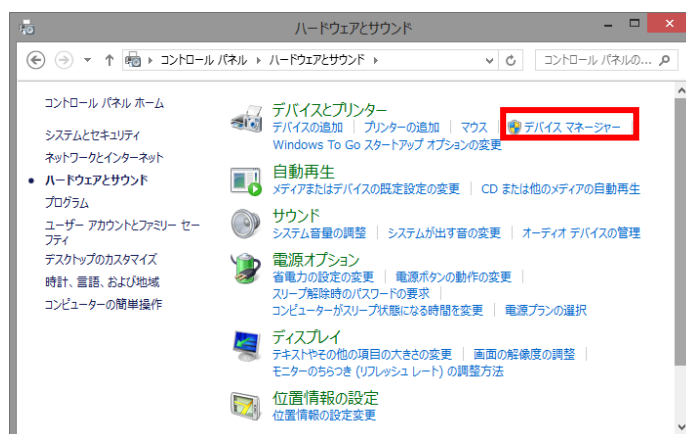 ハードウェアとサウンド
コントロール パネル ハードウェアとサウンド コントロール パネルの...
コントロール パネル ホーム
システムとセキュリティ
ネットワークとインターネット
ハードウェアとサウンド
プログラム
ユーザー アカウントとファミリー セー
フティ
デスクトップのカスタマイズ
時計、言語、および地域
コンピューターの簡単操作
デバイスとプリンター
デバイスの追加 プリンターの追加 マウス デバイス マネージャー
Windows To Go スタートアップ オプションの変更
自動再生
メディアまたはデバイスの既定設定の変更 CD または他のメディアの自動再生
サウンド
システム音量の調整 システムが出す音の変更 オーディオ デバイスの管理
電源オプション
省電力の設定の変更 電源ボタンの動作の変更
スリープ解除時のパスワードの要求
コンピューターがスリープ状態になる時間を変更 電源プランの選択
ディスプレイ
テキストやその他の項目の大きさの変更 画面の解像度の調整
モニターのちらつき (リフレッシュ レート) の調整方法
位置情報の設定
位置情報の設定変更